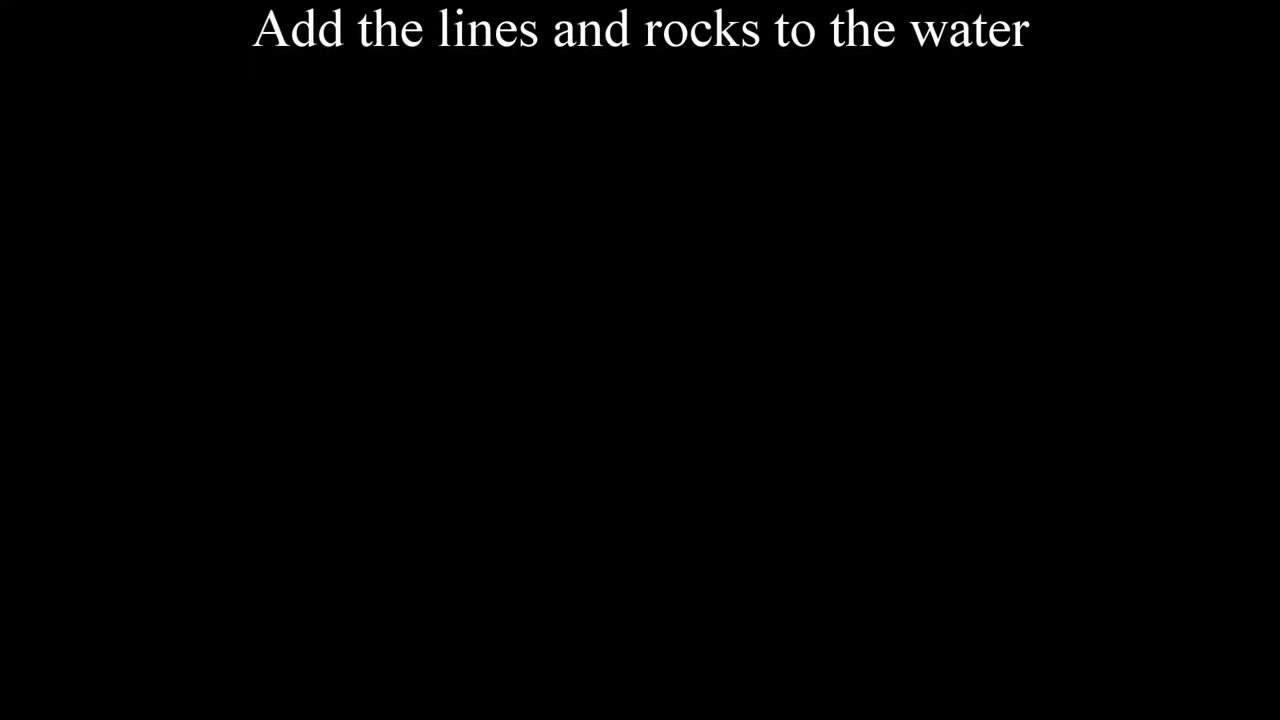 Add the lines and rocks to the water